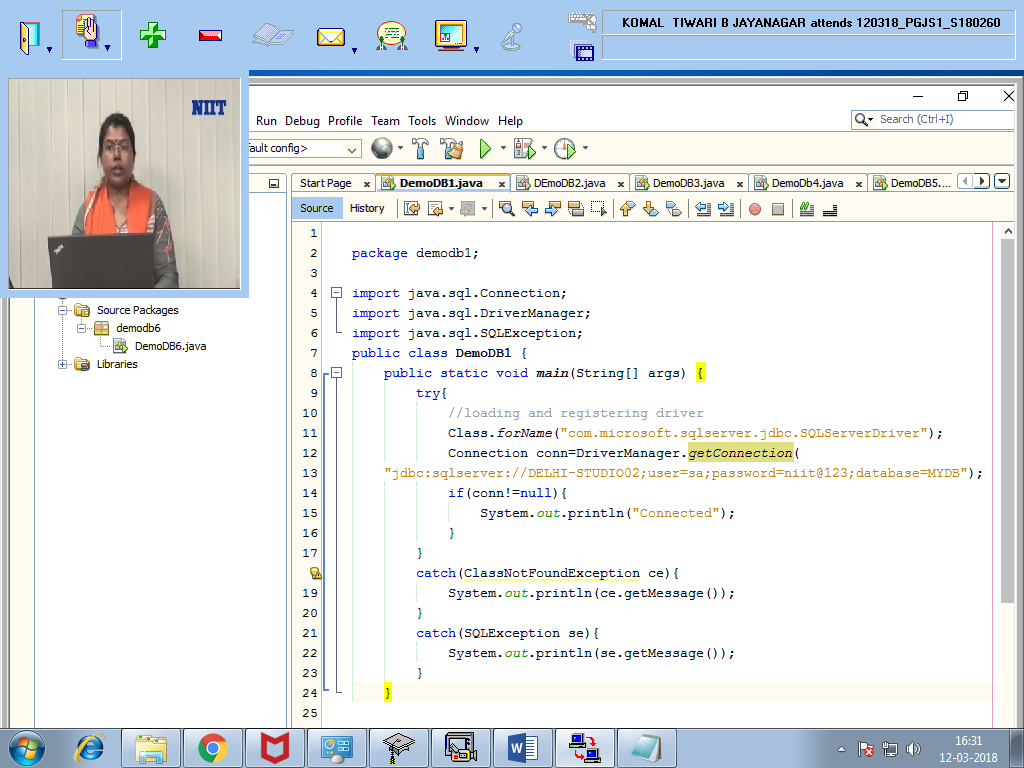 KOMAL  TIWARI B JAYANAGAR attends 120318_PGJS1_S180260
NIIT
Run Debug Profile Team Tools Window Help
Search (Ctrl+I)
fault config>
Start Page x DemoDB1.java x DEmoDB2.java x DemoDB3.java x DemoDb4.java x DemoDB5....
Source History
Source Packages
demodb6
DemoDB6.java
Libraries
1
2 package demodb1;
3
4 import java.sql.Connection;
5 import java.sql.DriverManager;
6 import java.sql.SQLException;
7 public class DemoDB1 {
8 public static void main(String[] args) {
9 try{
10 //loading and registering driver
11 Class.forName("com.microsoft.sqlserver.jdbc.SQLServerDriver");
12 Connection conn=DriverManager.getConnection(
13 "jdbc:sqlserver://DELHI-STUDIO02;user=sa;password=niit@123;database=MYDB");
14 if(conn!=null){
15 System.out.println("Connected");
16 }
17 }
catch(ClassNotFoundException ce){
19 System.out.println(ce.getMessage());
20 }
21 catch(SQLException se){
22 System.out.println(se.getMessage());
23 }
24 }
25
16:31
12-03-2018